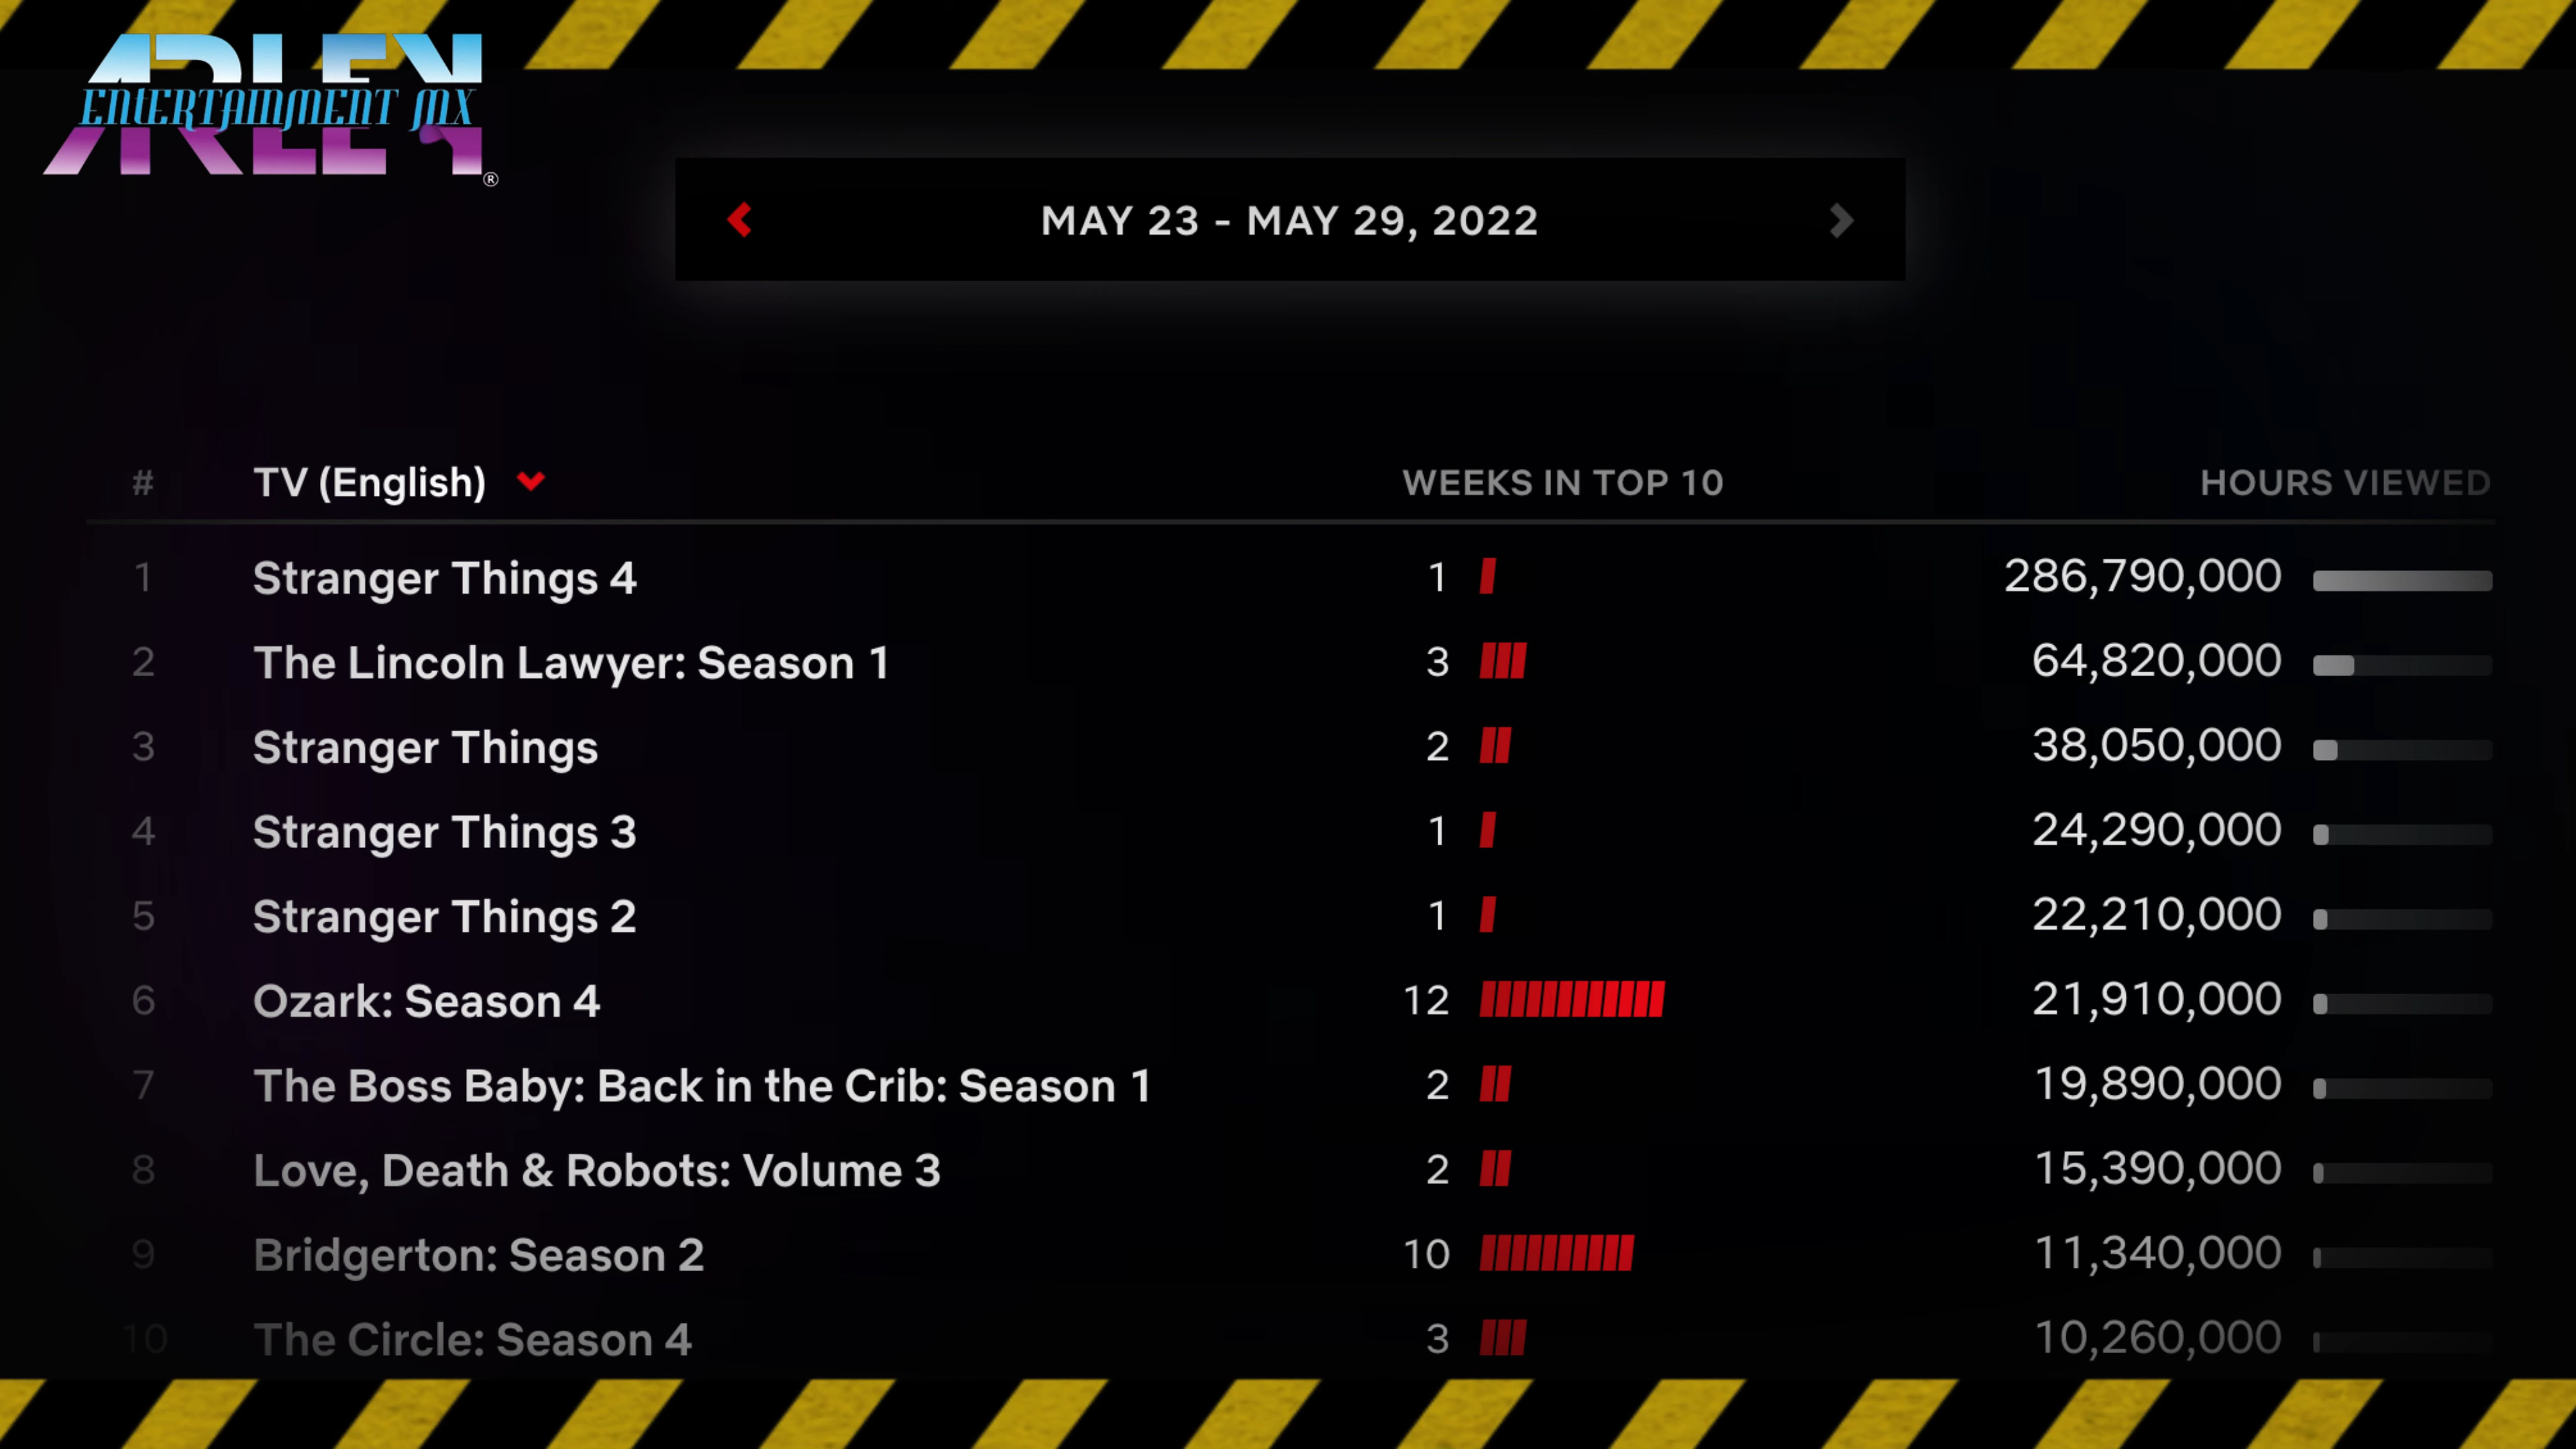 ARLEY
ENTERTAINMENT MX
®
MAY 23 - MAY 29, 2022
# TV (English) WEEKS IN TOP 10 HOURS VIEWED
1 Stranger Things 4 1 286,790,000
2 The Lincoln Lawyer: Season 1 3 64,820,000
3 Stranger Things 2 38,050,000
4 Stranger Things 3 1 24,290,000
5 Stranger Things 2 1 22,210,000
6 Ozark: Season 4 12 21,910,000
7 The Boss Baby: Back in the Crib: Season 1 2 19,890,000
8 Love, Death & Robots: Volume 3 2 15,390,000
9 Bridgerton: Season 2 10 11,340,000
10 The Circle: Season 4 3 10,260,000